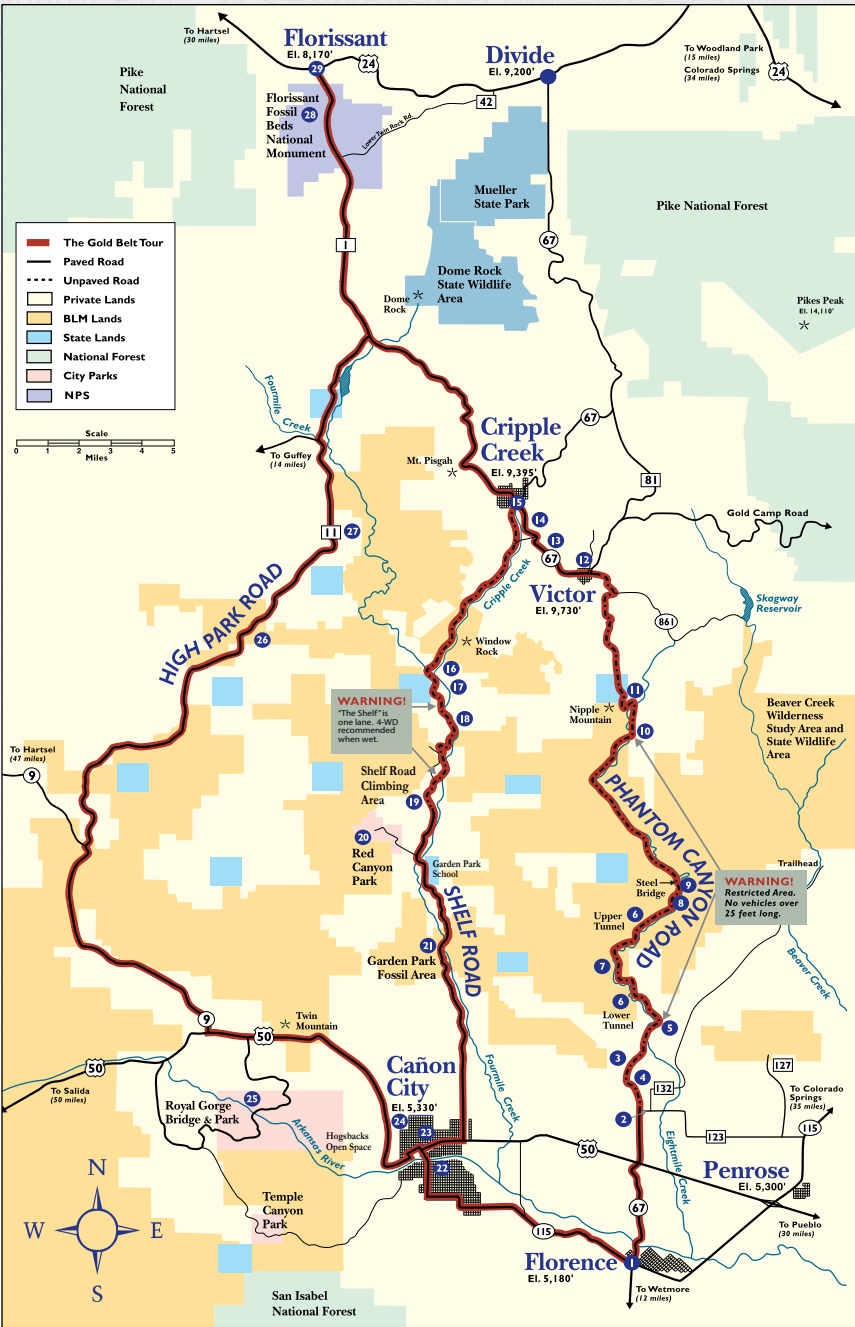 To Hartsel
(30 miles)
Florissant
El. 8,170'
29
24
Divide
El. 9,200'
To Woodland Park
(15 miles)
Colorado Springs
(34 miles)
24
Pike
National
Forest
42
Florissant
Fossil
Beds
National
Monument
28
Lower Twin Rock Rd.
Mueller
State Park
Pike National Forest
The Gold Belt Tour
Paved Road
Unpaved Road
Private Lands
BLM Lands
State Lands
National Forest
City Parks
NPS
1
67
Dome Rock
State Wildlife
Area
Dome
Rock
Pikes Peak
El. 14,110'
Fourmile
Creek
Scale
0 1 2 3 4 5
Miles
To Guffey
(14 miles)
67
Cripple
Creek
El. 9,395'
Mt. Pisgah
81
15
14
13
67
12
Gold Camp Road
11
27
Victor
El. 9,730'
Cripple Creek
Skagway
Reservoir
861
HIGH PARK ROAD
26
Window
Rock
16
17
18
WARNING!
"The Shelf" is
one lane. 4-WD
recommended
when wet.
11
Nipple
Mountain
10
Beaver Creek
Wilderness
Study Area and
State Wildlife
Area
To Hartsel
(47 miles)
9
Shelf Road
Climbing
Area
19
20
Red
Canyon
Park
Garden Park
School
PHANTOM CANYON ROAD
Trailhead
Steel
Bridge
9
8
WARNING!
Restricted Area.
No vehicles over
25 feet long.
Upper
Tunnel
6
SHELF ROAD
21
Garden Park
Fossil Area
7
6
Lower
Tunnel
5
Beaver Creek
9
Twin
Mountain
50
50
To Salida
(50 miles)
3
4
127
132
To Colorado
Springs
(35 miles)
115
Cañon
City
El. 5,330'
Fourmile Creek
25
Royal Gorge
Bridge & Park
Arkansas River
Hogsbacks
Open Space
24
23
22
2
123
50
Eightmile Creek
Penrose
El. 5,300'
N
W E
S
Temple
Canyon
Park
67
To Pueblo
(30 miles)
115
Florence
El. 5,180'
1
To Wetmore
(12 miles)
San Isabel
National Forest